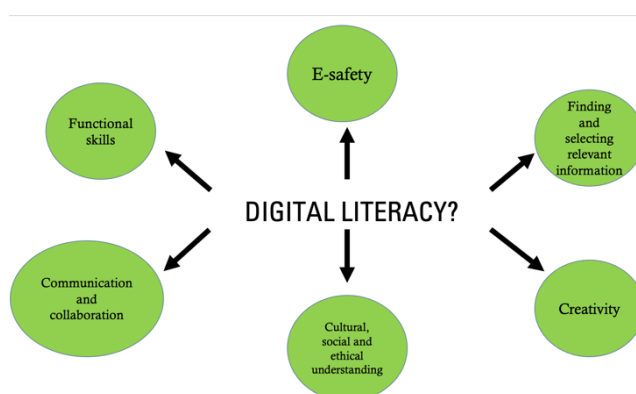 E-safety
Functional
skills
Finding
and
selecting
relevant
information
DIGITAL LITERACY?
Communication
and
collaboration
Cultural,
social and
ethical
understanding
Creativity